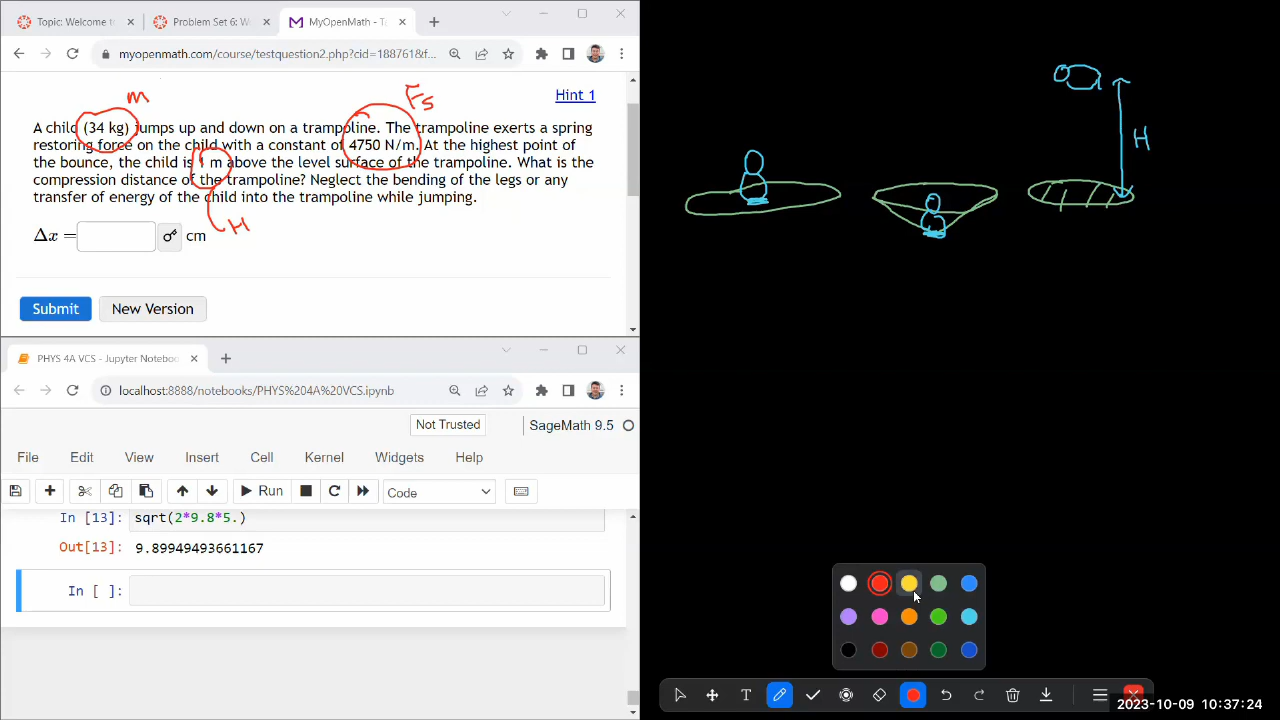 Topic: Welcome t
Problem Set 6: W
MyOpenMath - T
myopenmath.com/course/testquestion2.php?cid=188761&f...
m
Fs
Hint 1
A child (34 kg) jumps up and down on a trampoline. The trampoline exerts a spring
restoring force on the child with a constant of 4750 N/m. At the highest point of
the bounce, the child is 1 m above the level surface of the trampoline. What is the
compression distance of the trampoline? Neglect the bending of the legs or any
transfer of energy of the child into the trampoline while jumping.
H
Δx = cm
Submit New Version
H
PHYS 4A VCS - Jupyter Noteboo
localhost:8888/notebooks/PHYS%204A%20VCS.ipynb
Not Trusted SageMath 9.5
File Edit View Insert Cell Kernel Widgets Help
Run Code
In [13]: sqrt(2*9.8*5.)
Out[13]: 9.89949493661167
In [ ]:
T
2023-10-09 10:37:24